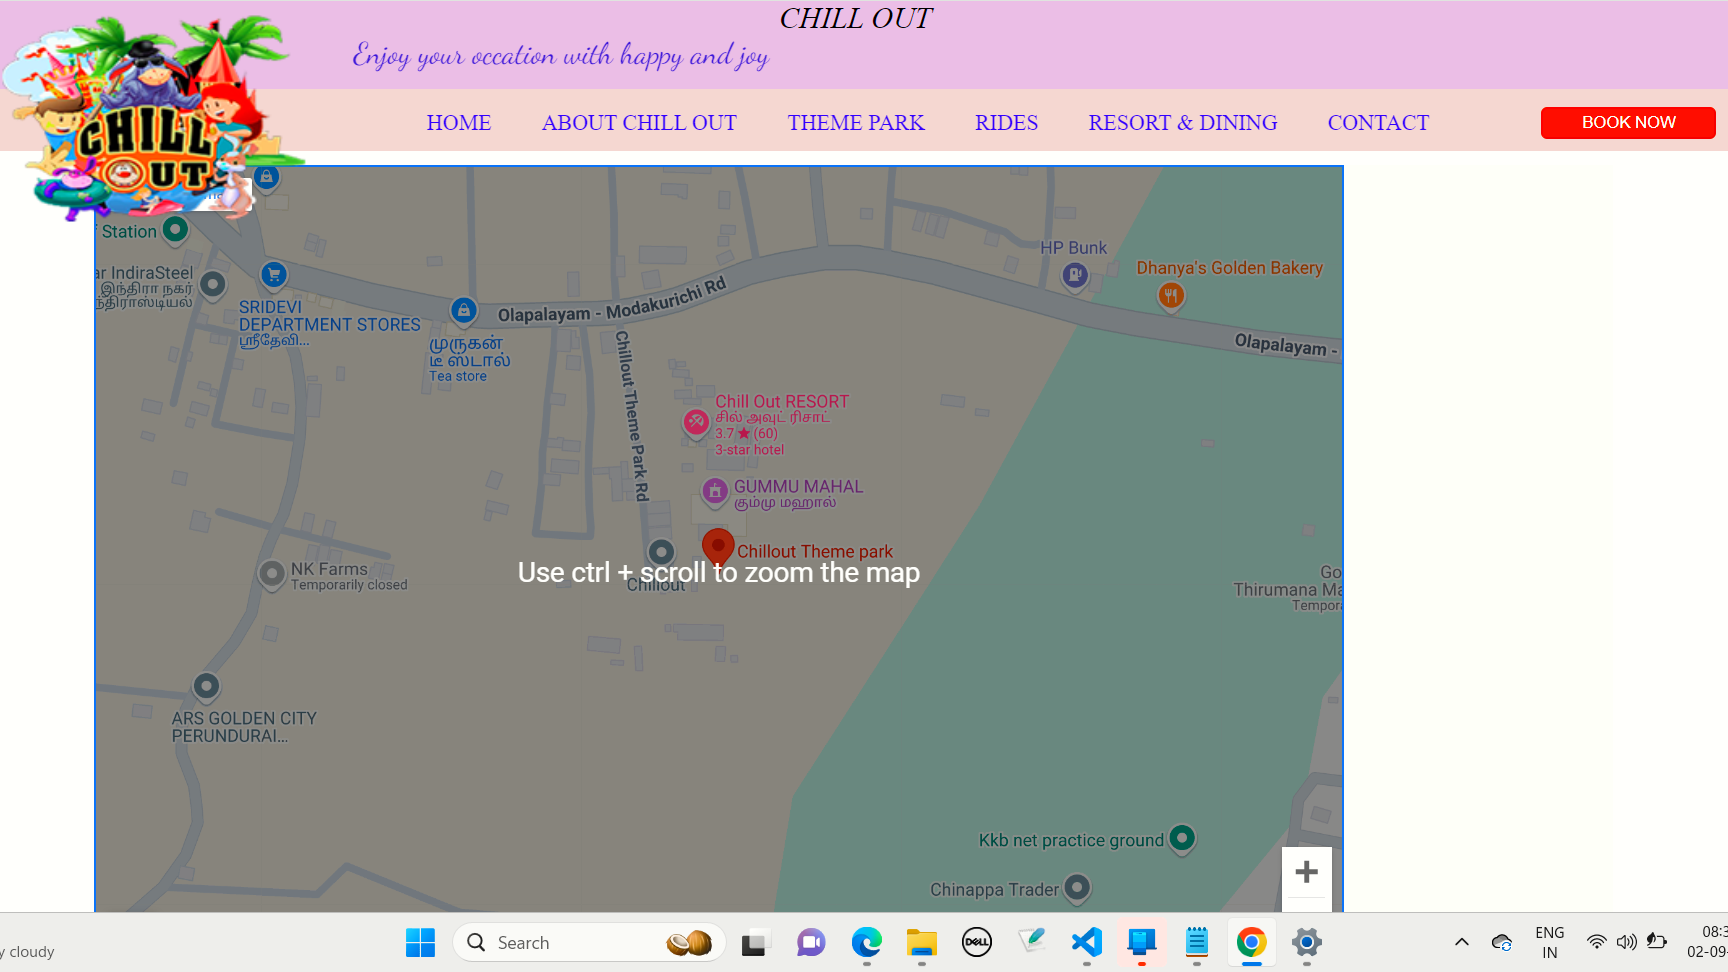 CHILL OUT
Enjoy your occation with happy and joy
CHILL
OUT
HOME
ABOUT CHILL OUT
THEME PARK
RIDES
RESORT & DINING
CONTACT
BOOK NOW
Station
ar IndiraSteel
இந்திரா நகர்
ந்திராஸ்டியல்
SRIDEVI
DEPARTMENT STORES
ஸ்ரீதேவி...
முருகன்
டீ ஸ்டால்
Tea store
Olapalayam - Modakurichi Rd
HP Bunk
Dhanya's Golden Bakery
Olapalayam -
Chillout Theme Park Rd
Chill Out RESORT
சில் அவுட் ரிசாட்
3.7 ★ (60)
3-star hotel
GUMMU MAHAL
கும்மு மஹால்
Chillout Theme park
Use ctrl + scroll to zoom the map
Chillout
NK Farms
Temporarily closed
Go
Thirumana Ma
Tempora
ARS GOLDEN CITY
PERUNDURAI...
Kkb net practice ground
Chinappa Trader
+
y cloudy
Search
DELL
ENG
IN
08:3
02-09-